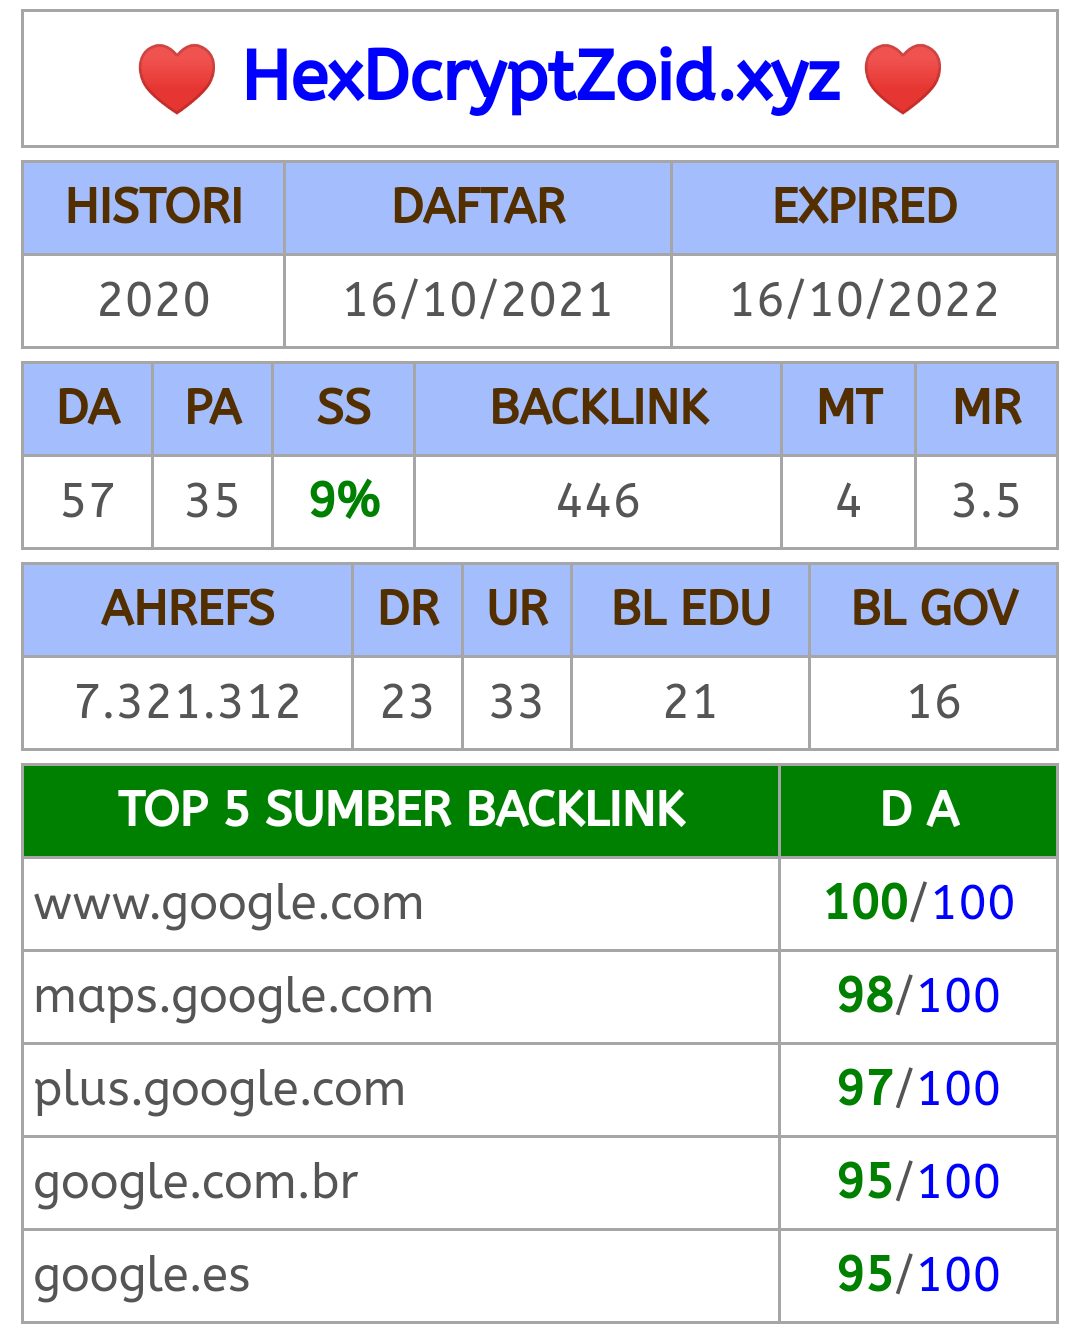 ❤️ HexDcryptZoid.xyz ❤️
HISTORI DAFTAR EXPIRED
2020 16/10/2021 16/10/2022
DA PA SS BACKLINK MT MR
57 35 9% 446 4 3.5
AHREFS DR UR BL EDU BL GOV
7.321.312 23 33 21 16
TOP 5 SUMBER BACKLINK D A
www.google.com 100/100
maps.google.com 98/100
plus.google.com 97/100
google.com.br 95/100
google.es 95/100